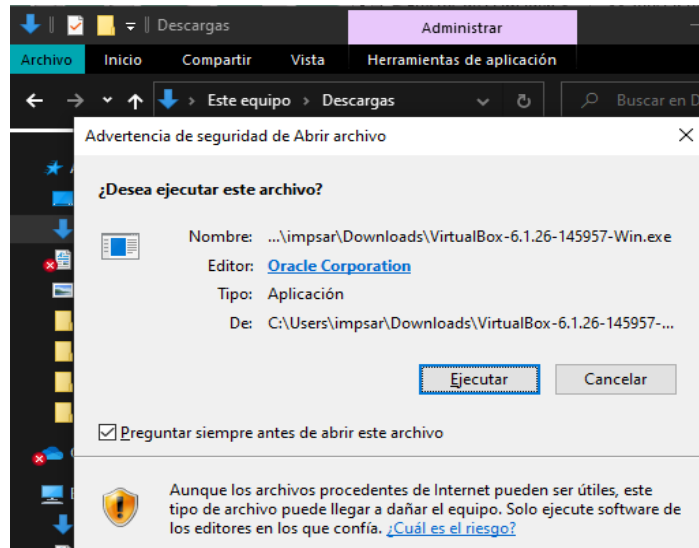 Descargas
Administrar
Archivo Inicio Compartir Vista Herramientas de aplicación
Este equipo > Descargas
Buscar en D
Advertencia de seguridad de Abrir archivo
¿Desea ejecutar este archivo?
Nombre: ...\impsar\Downloads\VirtualBox-6.1.26-145957-Win.exe
Editor: Oracle Corporation
Tipo: Aplicación
De: C:\Users\impsar\Downloads\VirtualBox-6.1.26-145957-...
Ejecutar Cancelar
Preguntar siempre antes de abrir este archivo
Aunque los archivos procedentes de Internet pueden ser útiles, este
tipo de archivo puede llegar a dañar el equipo. Solo ejecute software de
los editores en los que confía. ¿Cuál es el riesgo?